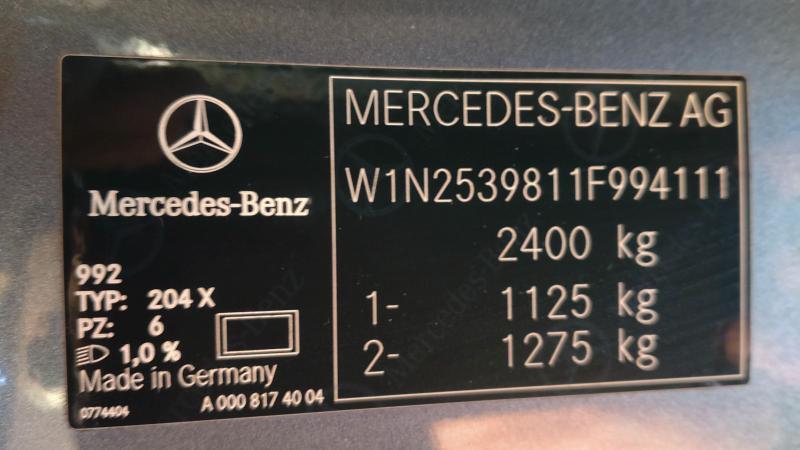 Mercedes-Benz
992
TYP: 204 X
PZ: 6
1,0 %
Made in Germany
0774404
A 000 817 40 04
MERCEDES-BENZ AG
W1N2539811F994111
2400 kg
1- 1125 kg
2- 1275 kg